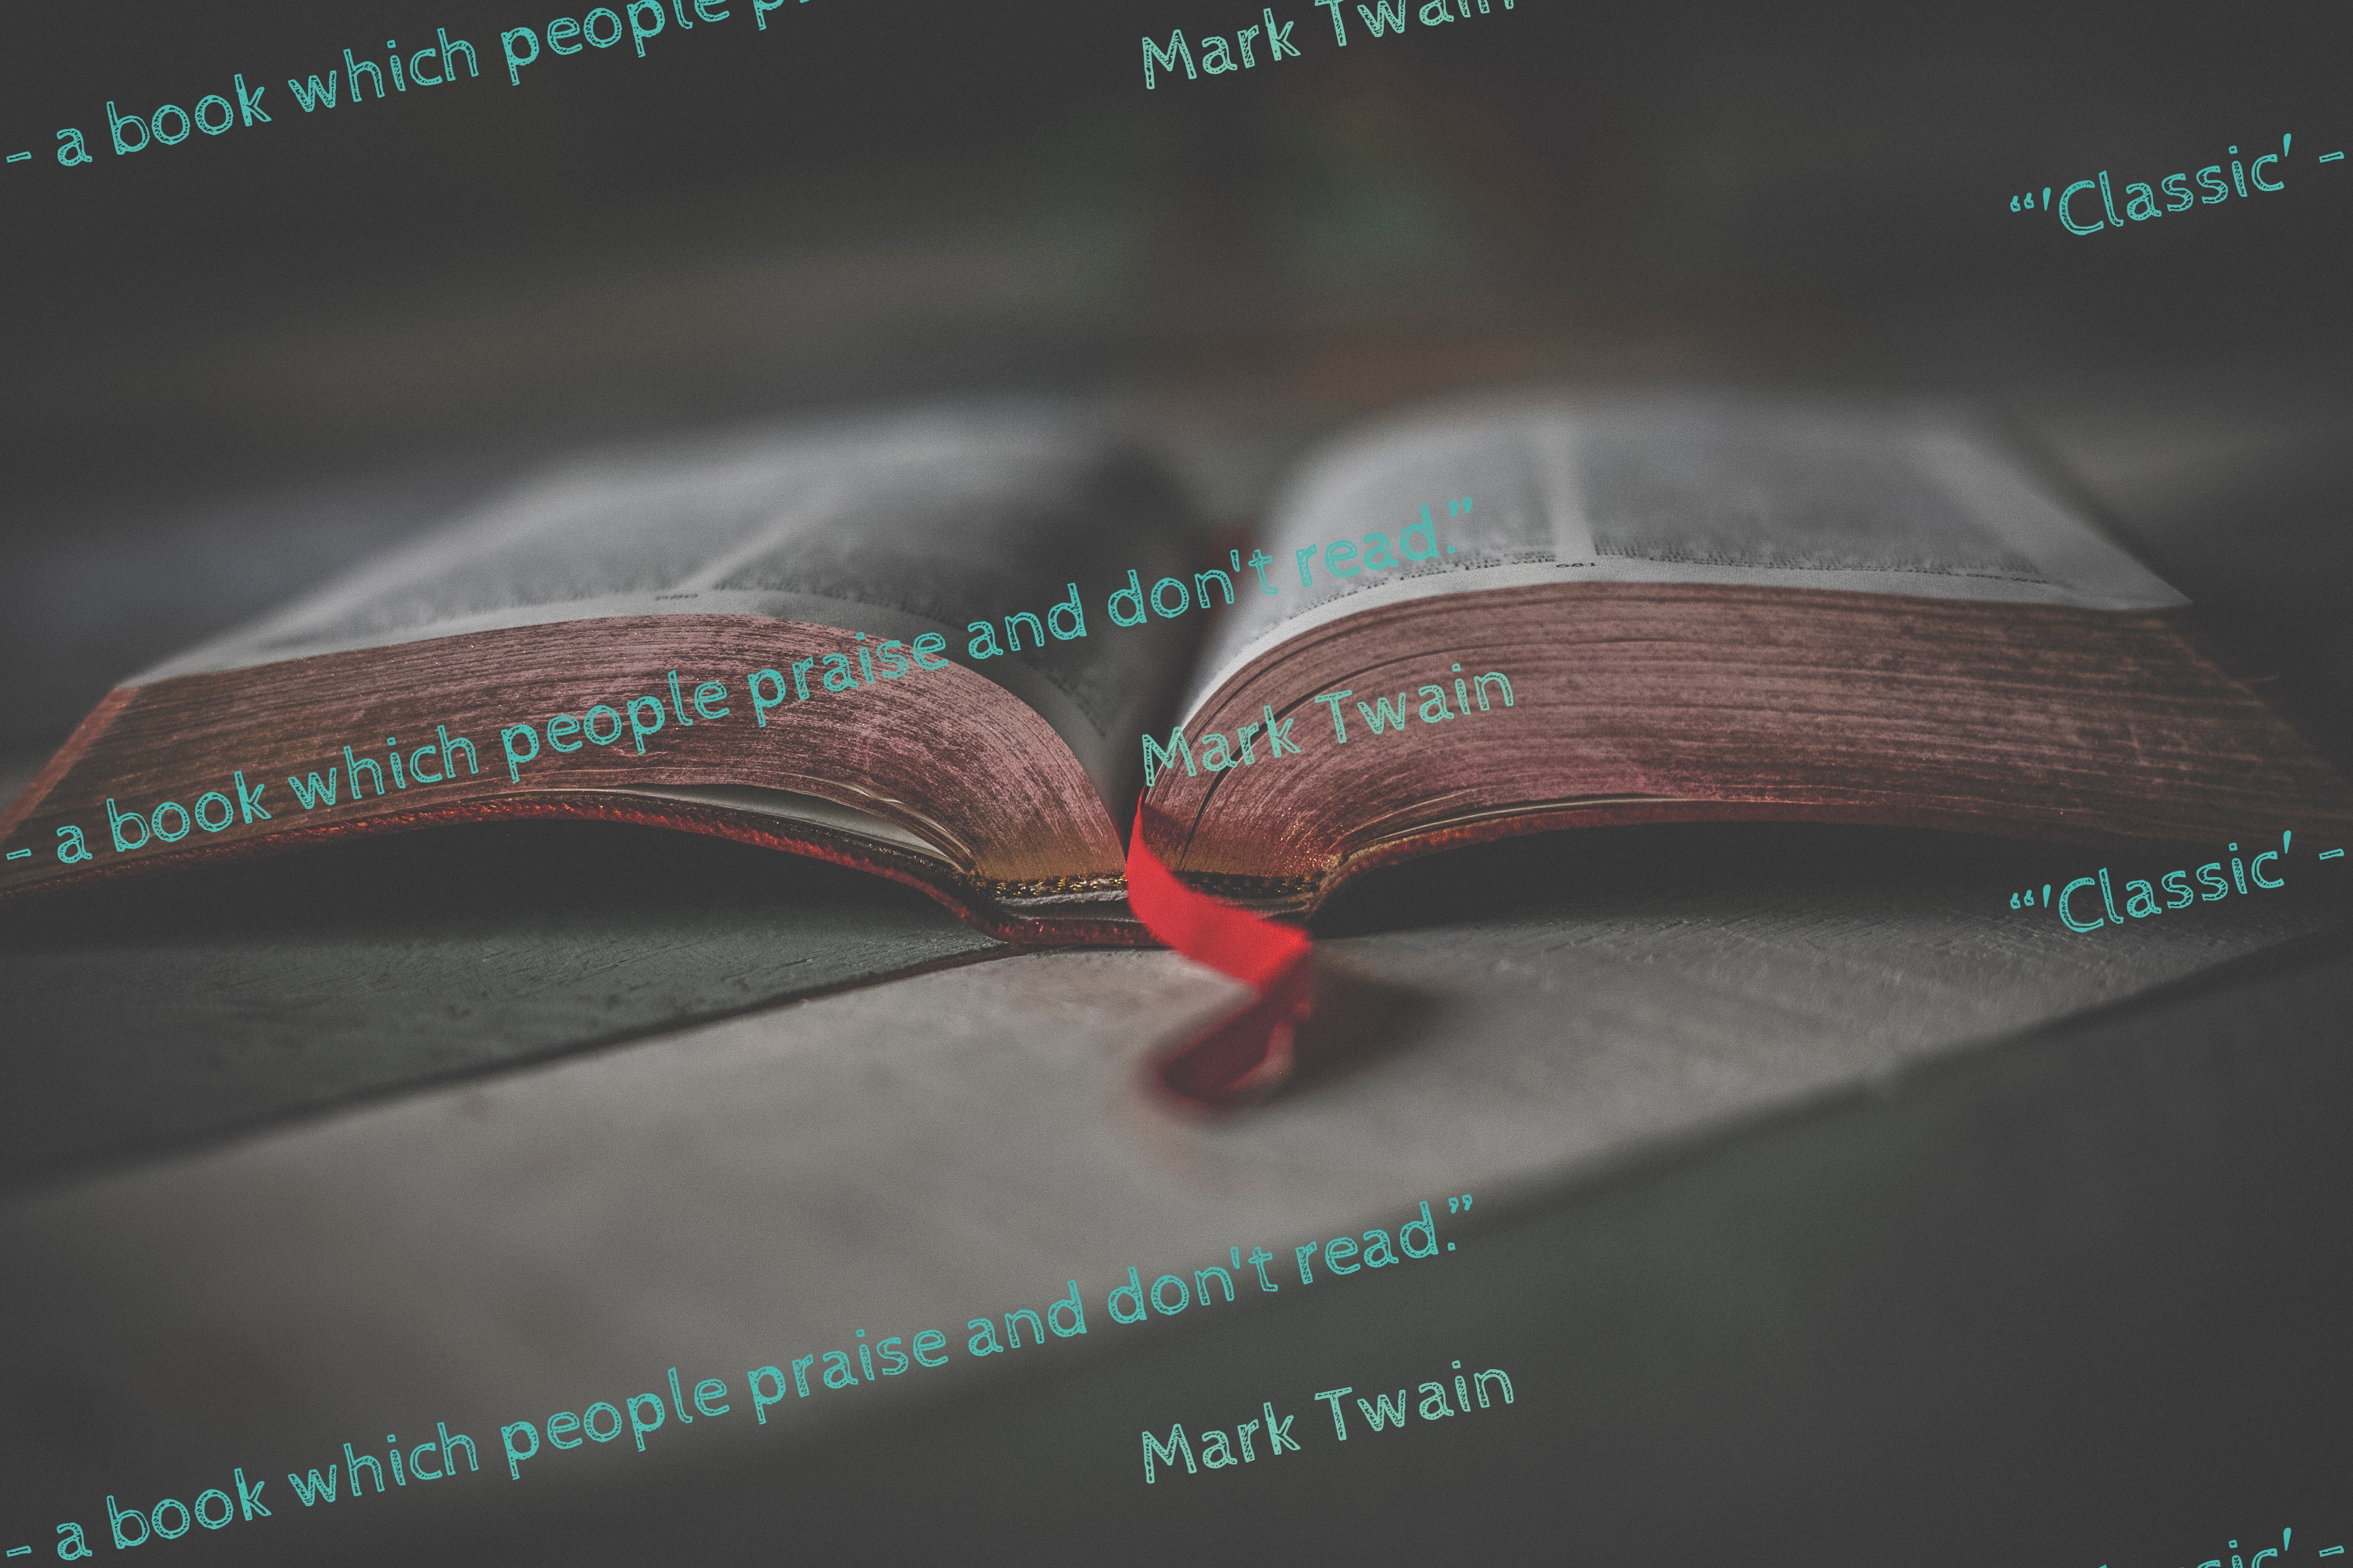 - a book which people
Mark Twain
“'Classic' -
- a book which people praise and don't read.”
Mark Twain
“'Classic' -
- a book which people praise and don't read.”
Mark Twain